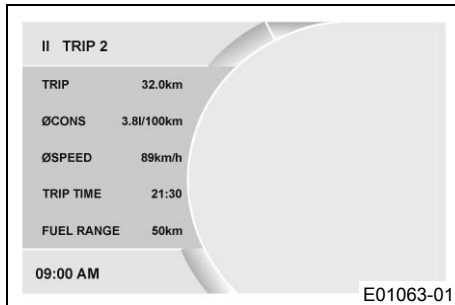 II TRIP 2
TRIP 32.0km
ØCONS 3.8l/100km
ØSPEED 89km/h
TRIP TIME 21:30
FUEL RANGE 50km
09:00 AM
E01063-01